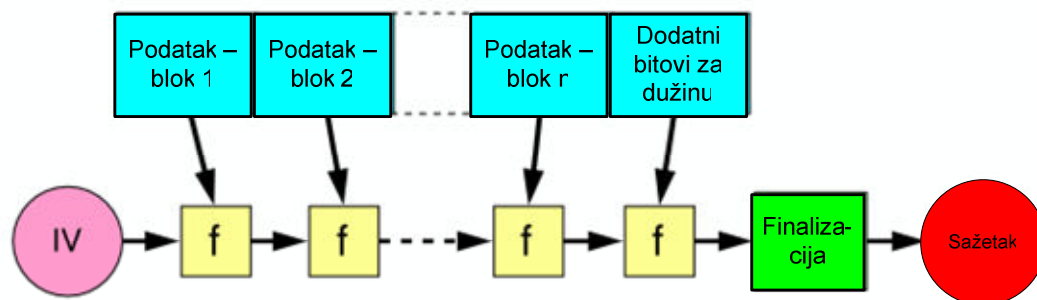 Podatak –
blok 1
Podatak –
blok 2
Podatak –
blok n
Dodatni
bitovi za
dužinu
IV
f
f
f
f
Finaliza-
cija
Sažetak